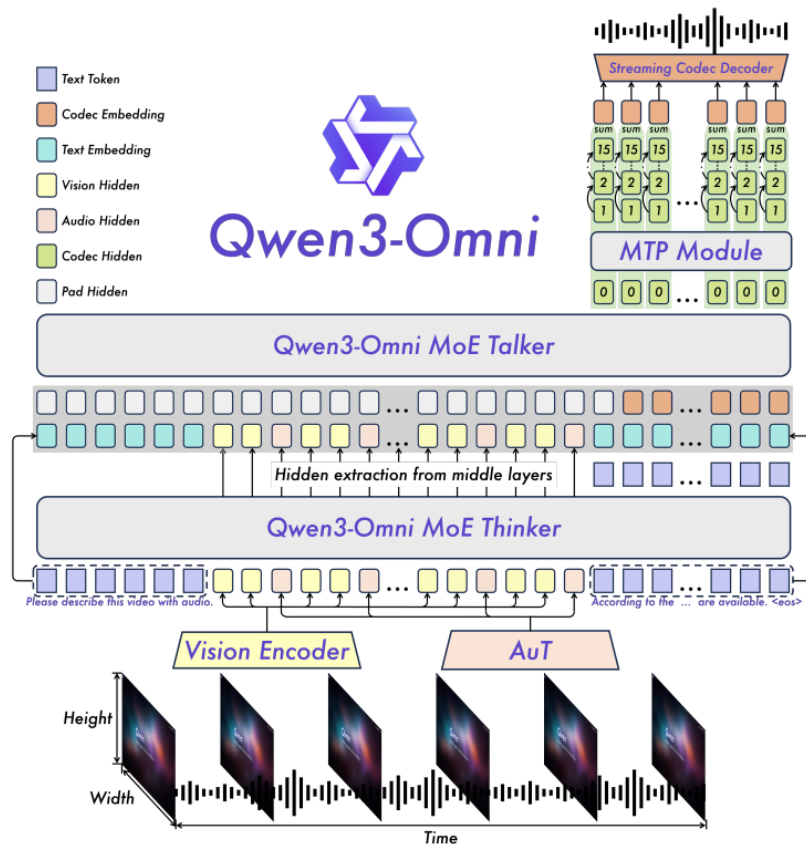 Text Token
Codec Embedding
Text Embedding
Vision Hidden
Audio Hidden
Codec Hidden
Pad Hidden
Qwen3-Omni
Streaming Codec Decoder
sum sum sum sum sum sum
15 15 15 15 15 15
2 2 2 2 2 2
1 1 1 ... 1 1 1
MTP Module
0 0 0 ... 0 0 0
Qwen3-Omni MoE Talker
... ...
... ...
Hidden extraction from middle layers
...
Qwen3-Omni MoE Thinker
... ...
Please describe this video with audio.
According to the ... are available. <eos>
Vision Encoder
AuT
Height
Width
Time